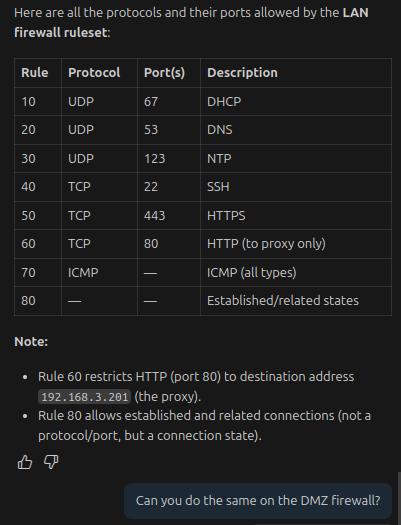 Here are all the protocols and their ports allowed by the LAN
firewall ruleset:
Rule Protocol Port(s) Description
10 UDP 67 DHCP
20 UDP 53 DNS
30 UDP 123 NTP
40 TCP 22 SSH
50 TCP 443 HTTPS
60 TCP 80 HTTP (to proxy only)
70 ICMP — ICMP (all types)
80 — — Established/related states
Note:
• Rule 60 restricts HTTP (port 80) to destination address
192.168.3.201 (the proxy).
• Rule 80 allows established and related connections (not a
protocol/port, but a connection state).
Can you do the same on the DMZ firewall?